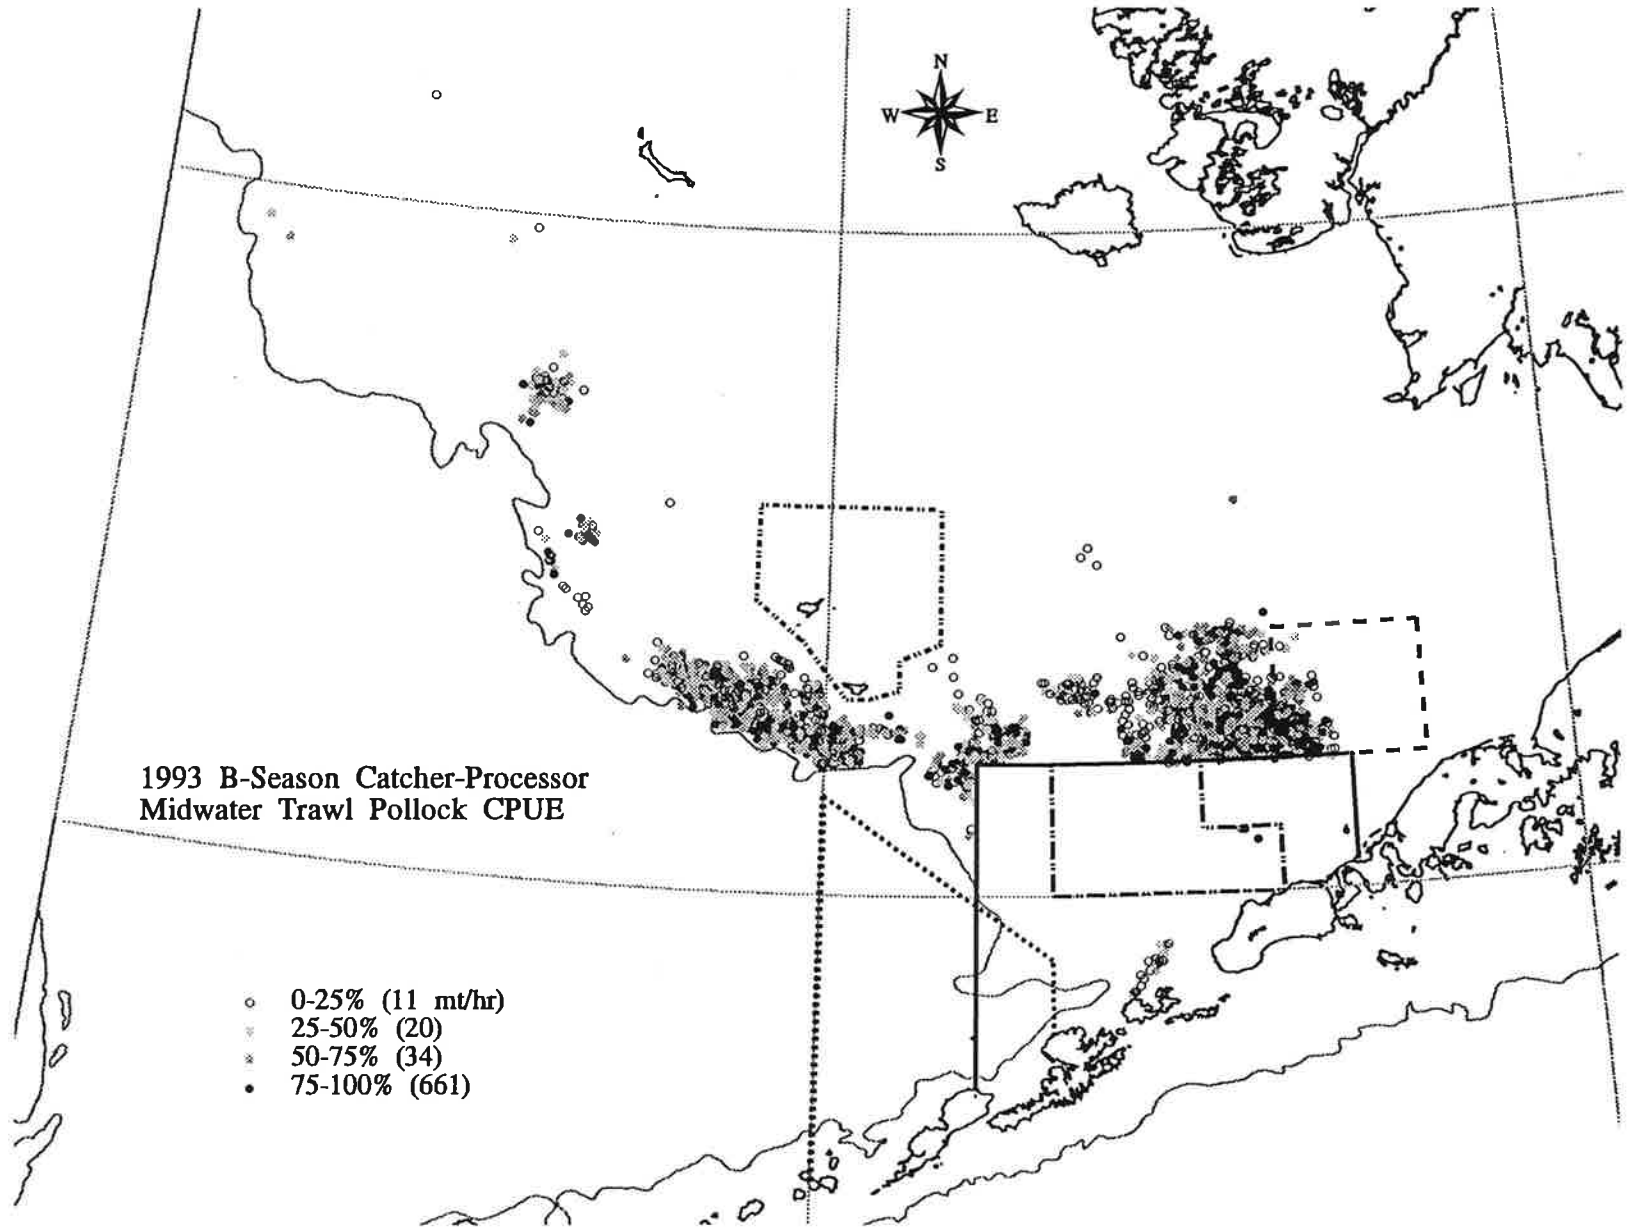 N
W E
S
1993 B-Season Catcher-Processor
Midwater Trawl Pollock CPUE
0-25% (11 mt/hr)
25-50% (20)
50-75% (34)
75-100% (661)